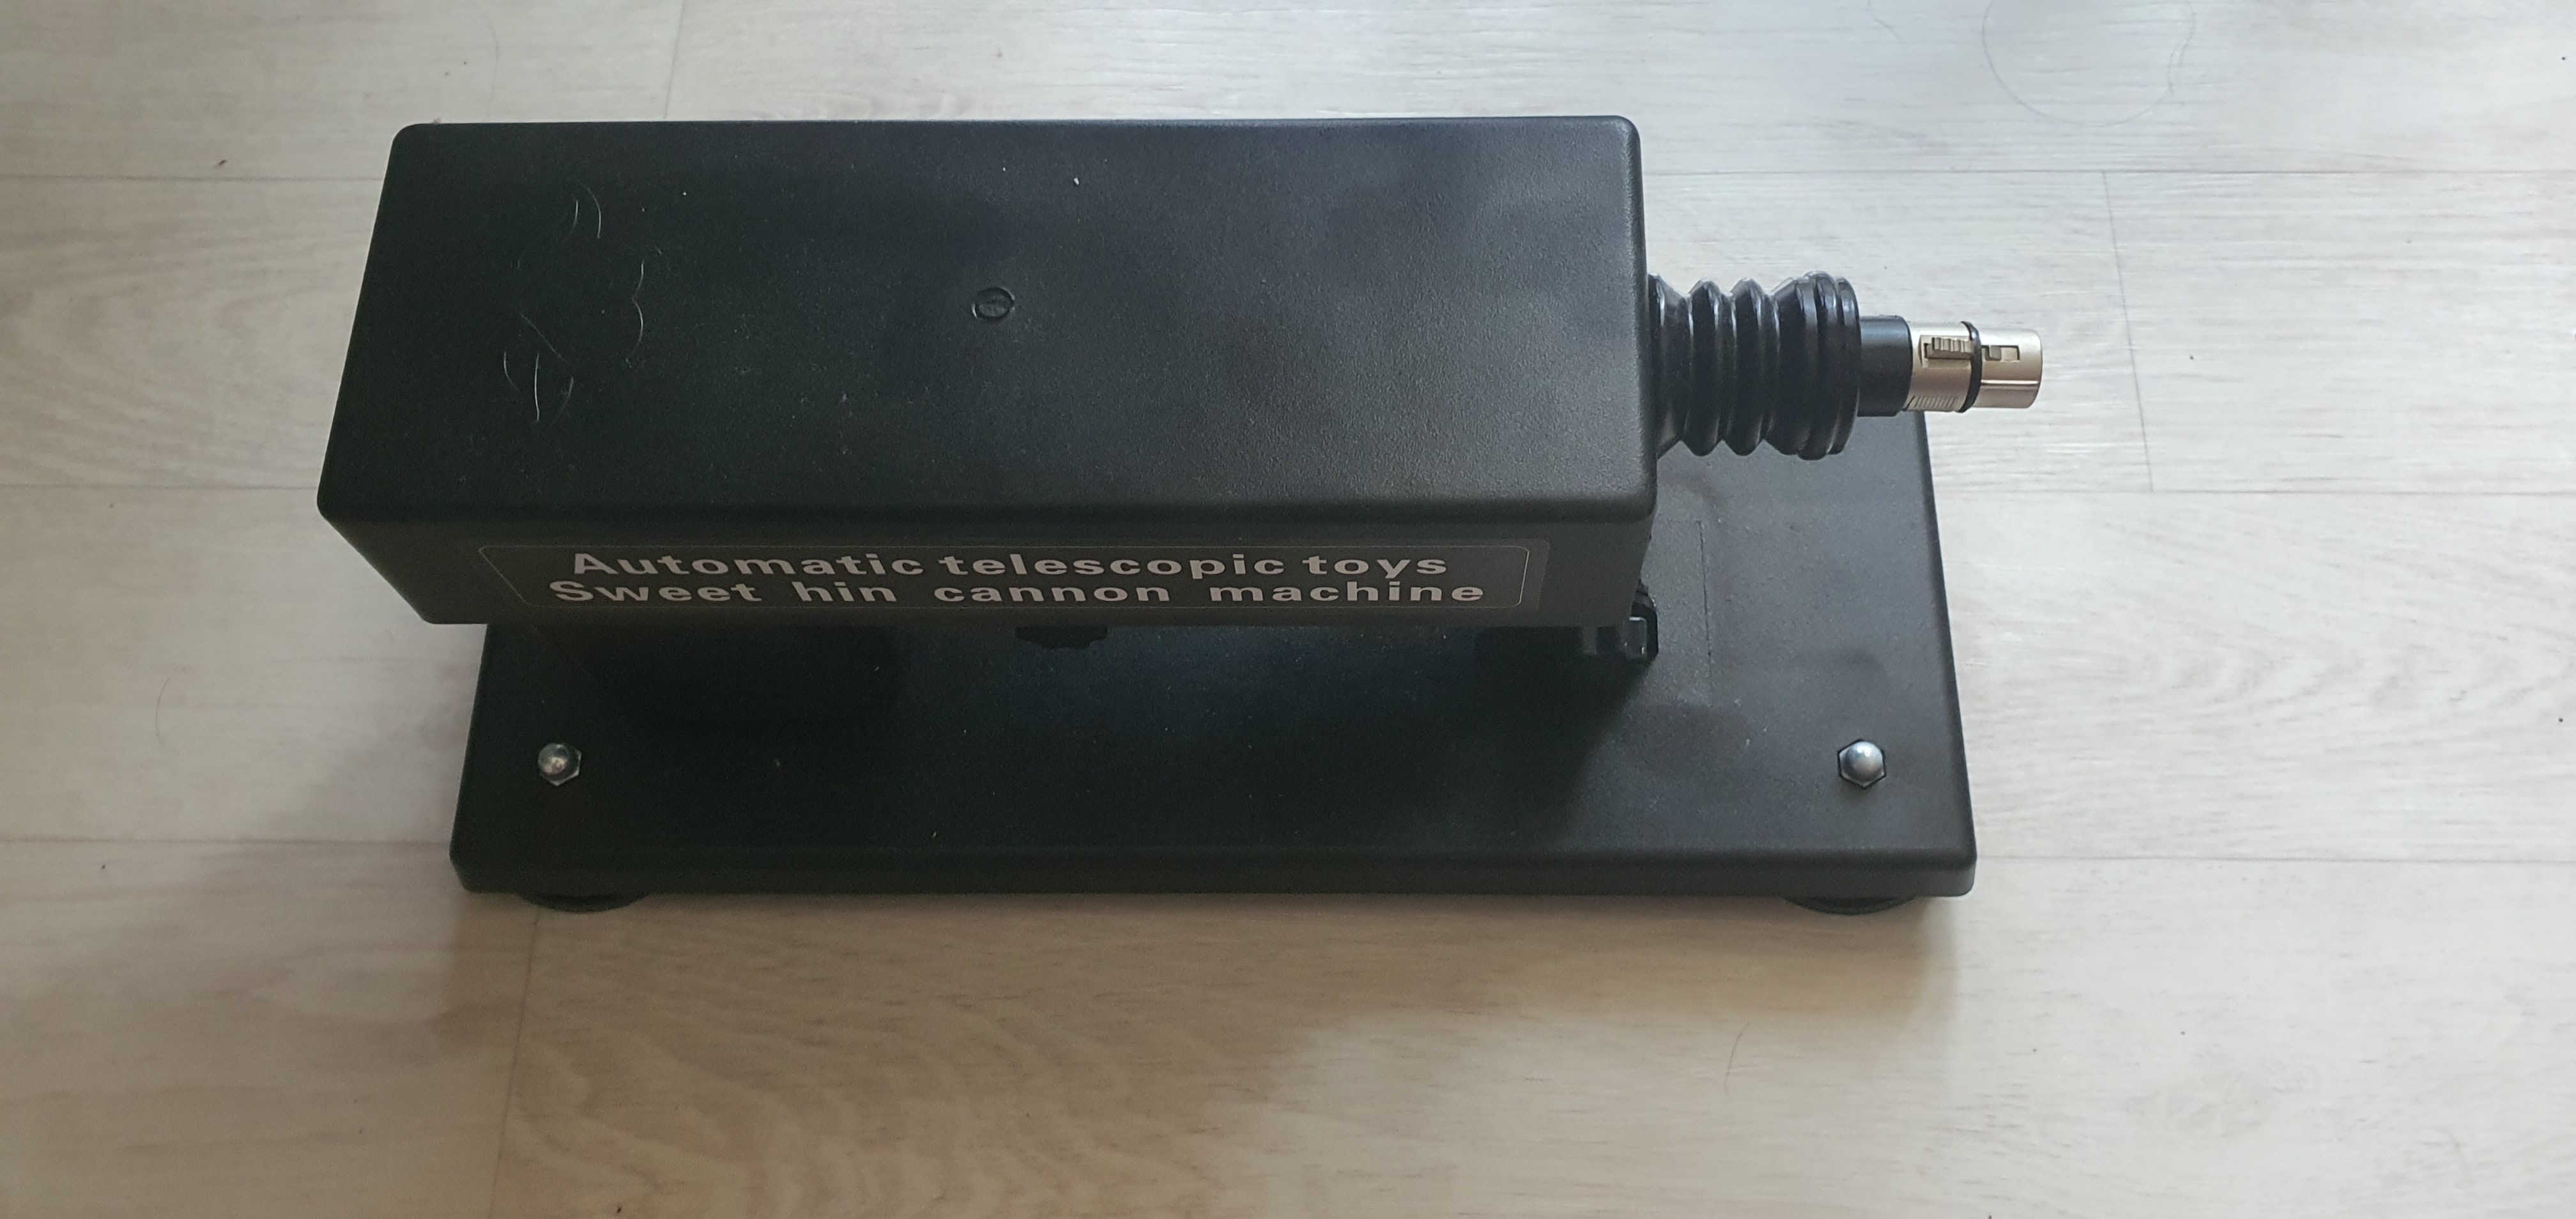 Automatic telescopic toys
Sweet hin cannon machine